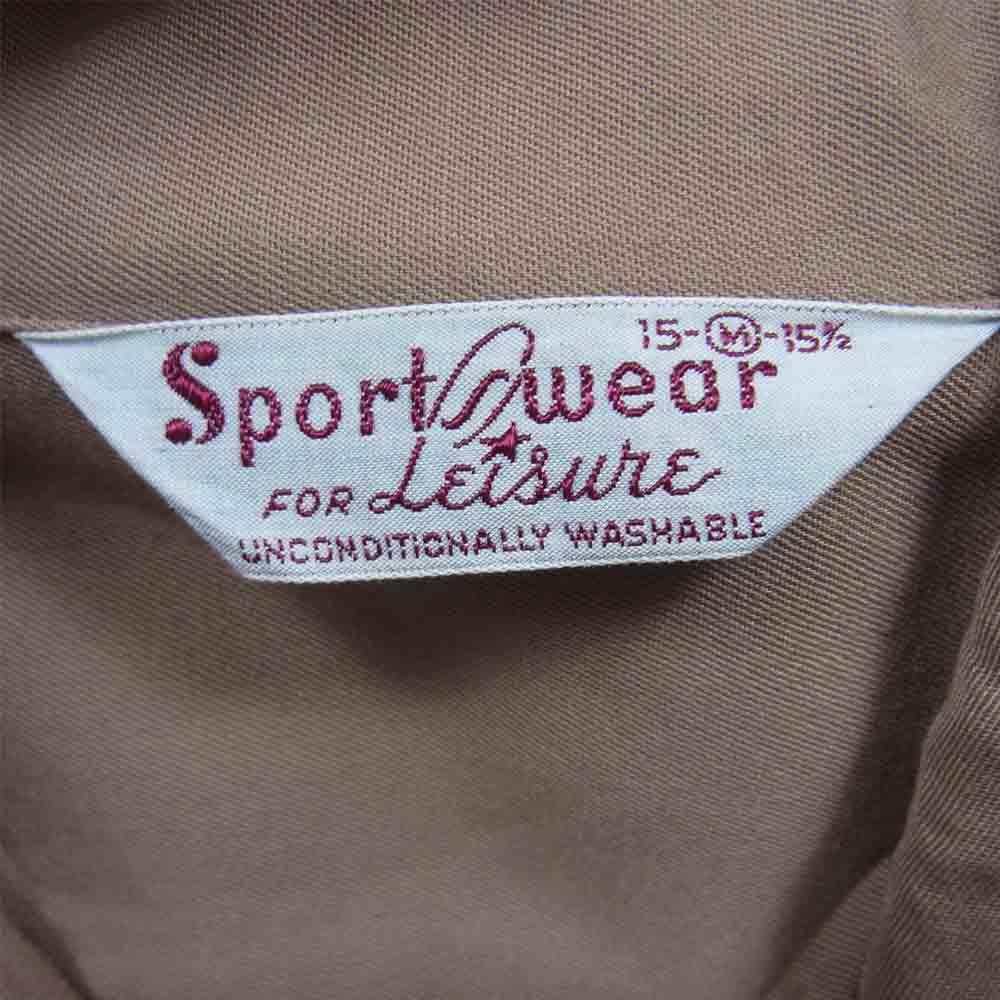 15-M-15½
Sportswear
FOR Leisure
UNCONDITIONALLY WASHABLE